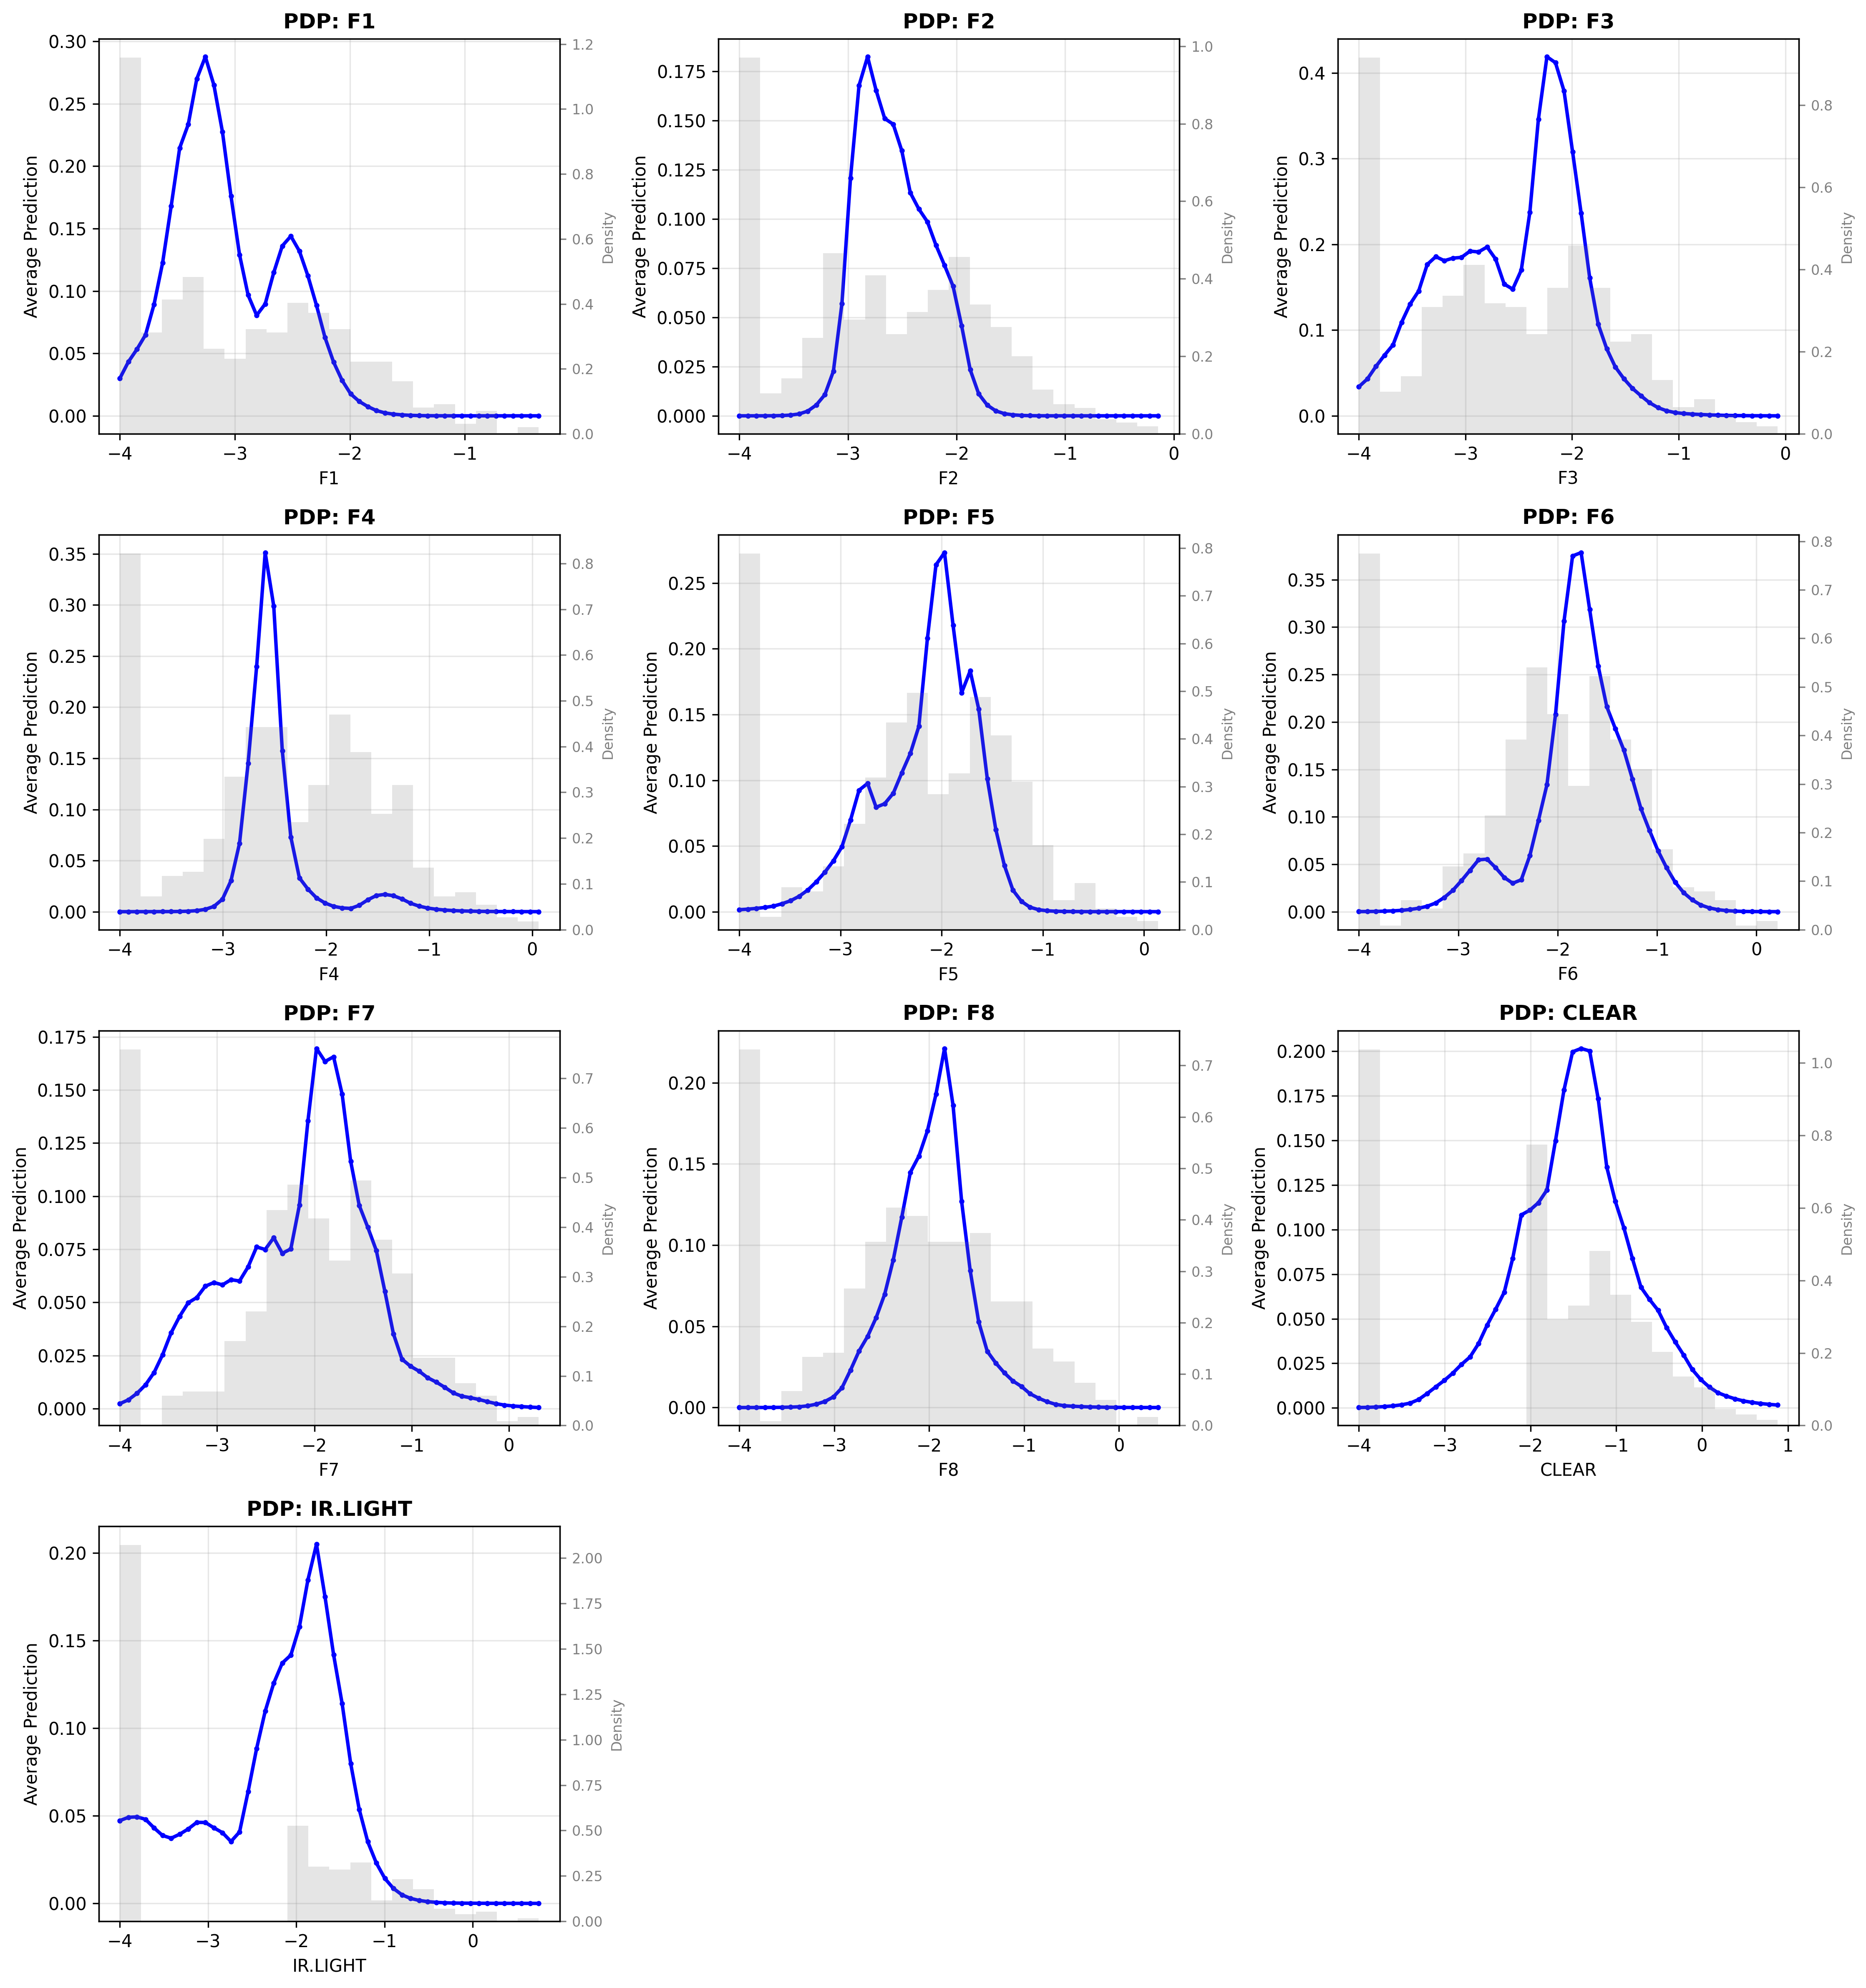 PDP: F1
0.30
0.25
0.20
0.15
0.10
0.05
0.00
1.2
1.0
0.8
0.6
0.4
0.2
0.0
Average Prediction
Density
−4 −3 −2 −1
F1
PDP: F2
0.175
0.150
0.125
0.100
0.075
0.050
0.025
0.000
1.0
0.8
0.6
0.4
0.2
0.0
Average Prediction
Density
−4 −3 −2 −1 0
F2
PDP: F3
0.4
0.3
0.2
0.1
0.0
0.8
0.6
0.4
0.2
0.0
Average Prediction
Density
−4 −3 −2 −1 0
F3
PDP: F4
0.35
0.30
0.25
0.20
0.15
0.10
0.05
0.00
0.8
0.7
0.6
0.5
0.4
0.3
0.2
0.1
0.0
Average Prediction
Density
−4 −3 −2 −1 0
F4
PDP: F5
0.25
0.20
0.15
0.10
0.05
0.00
0.8
0.7
0.6
0.5
0.4
0.3
0.2
0.1
0.0
Average Prediction
Density
−4 −3 −2 −1 0
F5
PDP: F6
0.35
0.30
0.25
0.20
0.15
0.10
0.05
0.00
0.8
0.7
0.6
0.5
0.4
0.3
0.2
0.1
0.0
Average Prediction
Density
−4 −3 −2 −1 0
F6
PDP: F7
0.175
0.150
0.125
0.100
0.075
0.050
0.025
0.000
0.7
0.6
0.5
0.4
0.3
0.2
0.1
0.0
Average Prediction
Density
−4 −3 −2 −1 0
F7
PDP: F8
0.20
0.15
0.10
0.05
0.00
0.7
0.6
0.5
0.4
0.3
0.2
0.1
0.0
Average Prediction
Density
−4 −3 −2 −1 0
F8
PDP: CLEAR
0.200
0.175
0.150
0.125
0.100
0.075
0.050
0.025
0.000
1.0
0.8
0.6
0.4
0.2
0.0
Average Prediction
Density
−4 −3 −2 −1 0 1
CLEAR
PDP: IR.LIGHT
0.20
0.15
0.10
0.05
0.00
2.00
1.75
1.50
1.25
1.00
0.75
0.50
0.25
0.00
Average Prediction
Density
−4 −3 −2 −1 0
IR.LIGHT